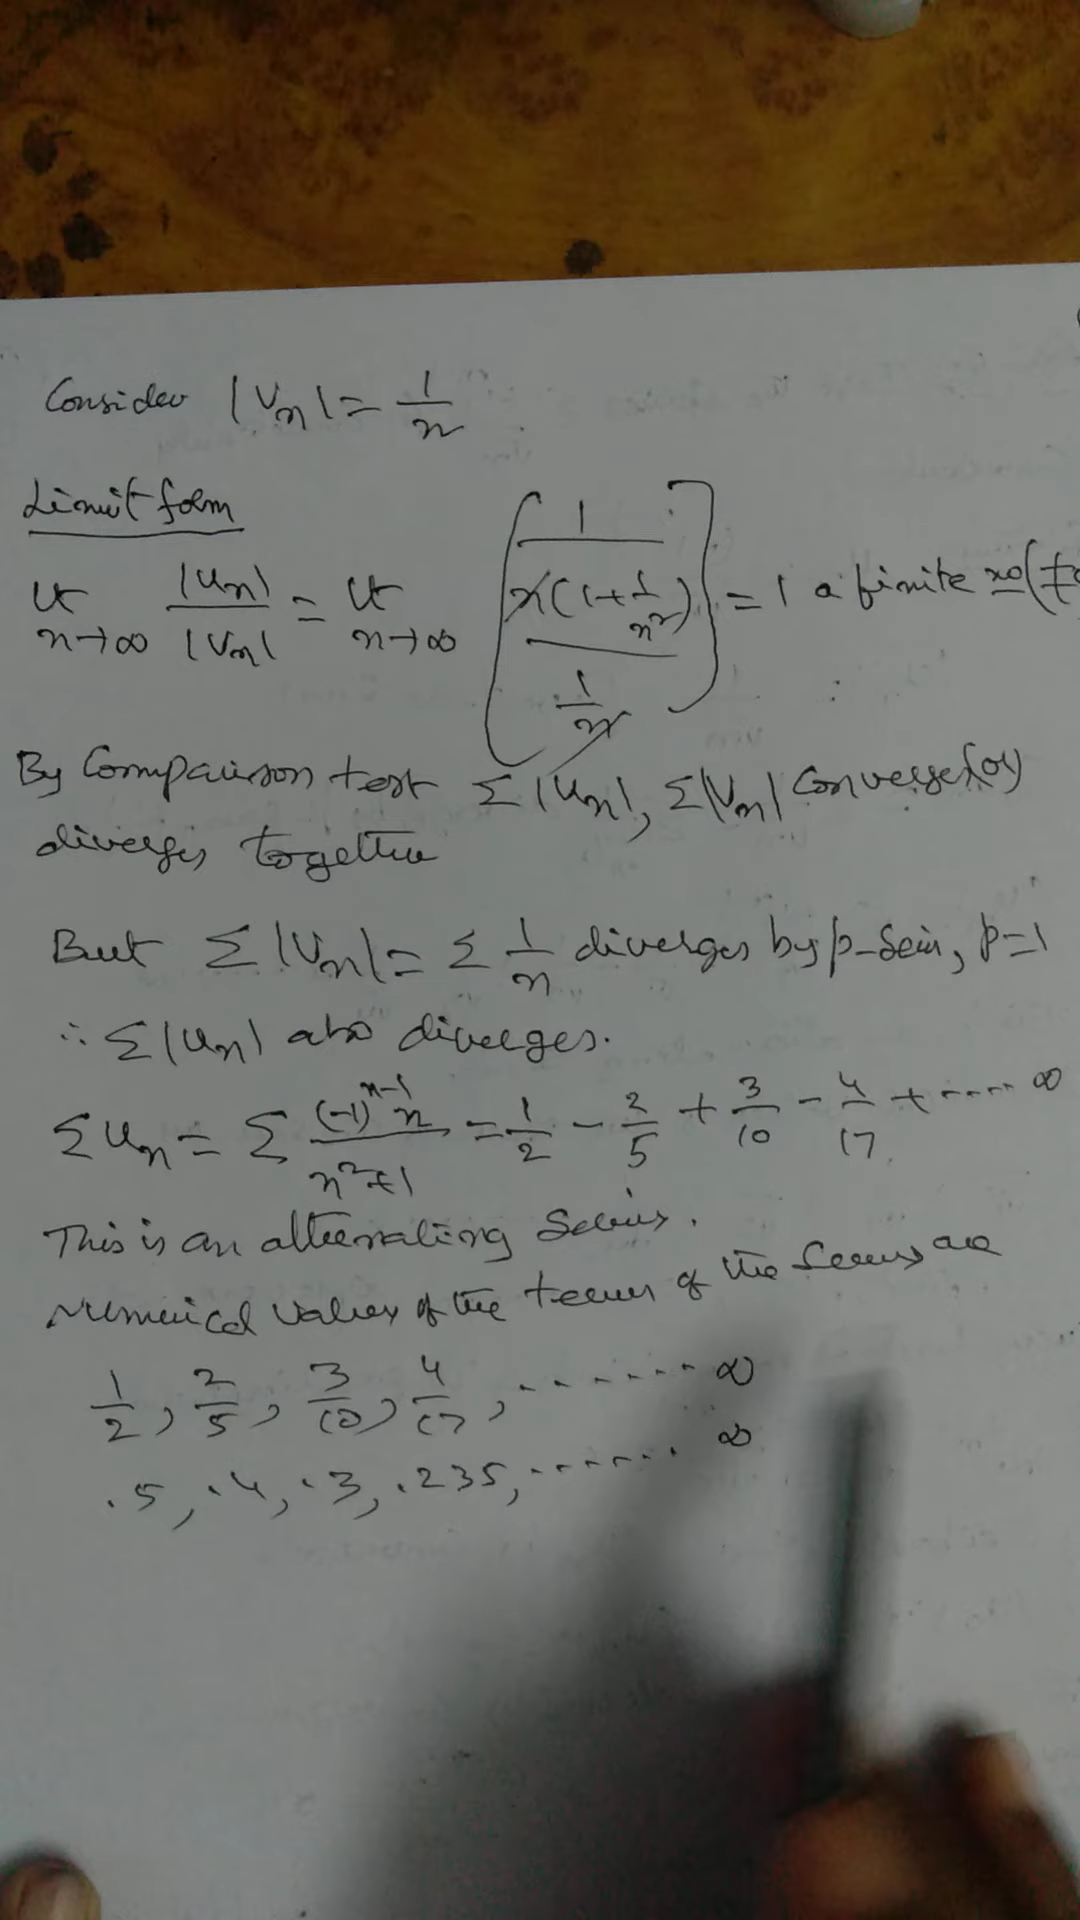 Consider |Vn| = 1/n
Limit form
Lt n→∞ |Un|/|Vn| = Lt n→∞ [1/(n(1+1/n²)) / (1/n)] = 1 a finite no (≠0
By Comparison test Σ|Un|, Σ|Vn| Converges (or)
diverges together
But Σ|Vn| = Σ 1/n diverges by p-series, p=1
∴ Σ|Un| also diverges.
ΣUn = Σ (-1)^(n-1) n/(n²+1) = 1/2 - 2/5 + 3/10 - 4/17 + ..... ∞
This is an alternating Series.
Numerical values of the terms of the Series are
1/2, 2/5, 3/10, 4/17, ....... ∞
.5, .4, .3, .235, ....... ∞